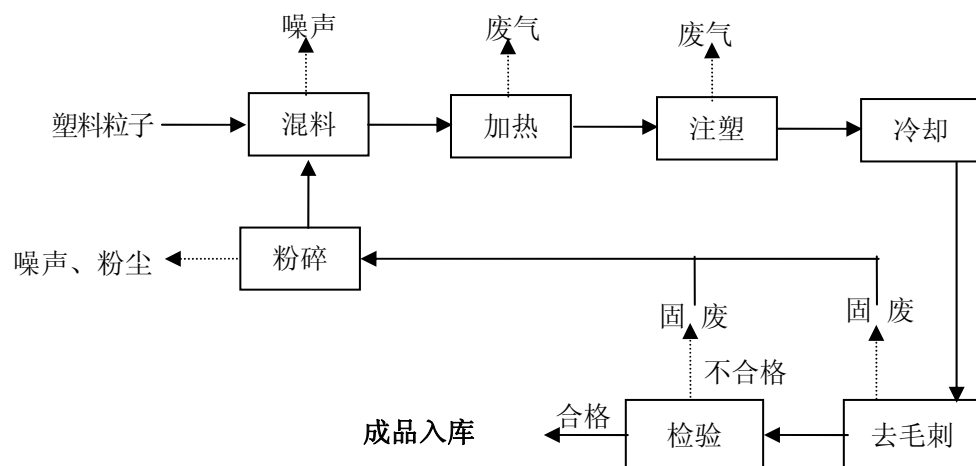 噪声
废气
废气
塑料粒子
混料
加热
注塑
冷却
粉碎
噪声、粉尘
固 废
固 废
不合格
成品入库
合格
检验
去毛刺